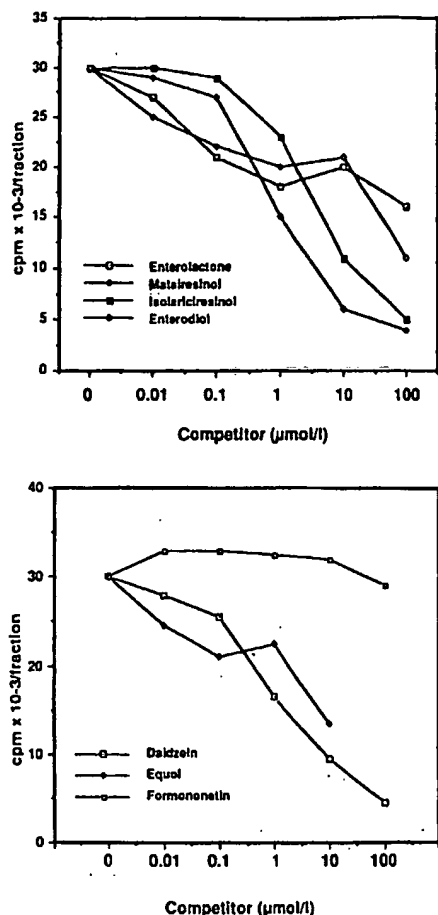 cpm x 10-3/fraction
35
30
25
20
15
10
5
0
Enterolactone
Matairesinol
Isolariciresinol
Enterodiol
0 0.01 0.1 1 10 100
Competitor (µmol/l)
cpm x 10-3/fraction
40
30
20
10
0
Daidzein
Equol
Formononetin
0 0.01 0.1 1 10 100
Competitor (µmol/l)